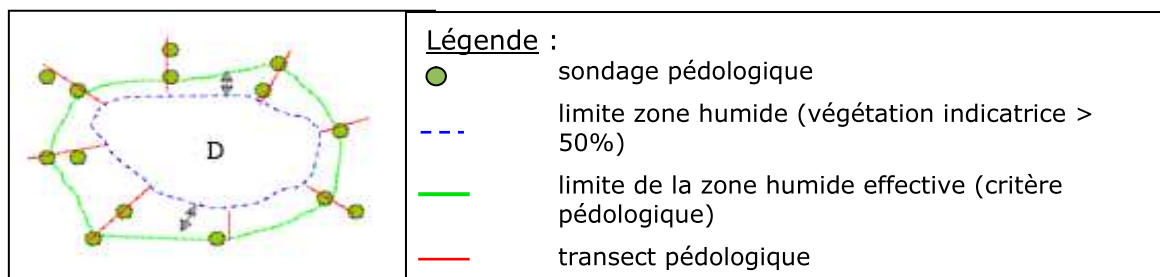 D
Légende :
sondage pédologique
limite zone humide (végétation indicatrice >
50%)
limite de la zone humide effective (critère
pédologique)
transect pédologique